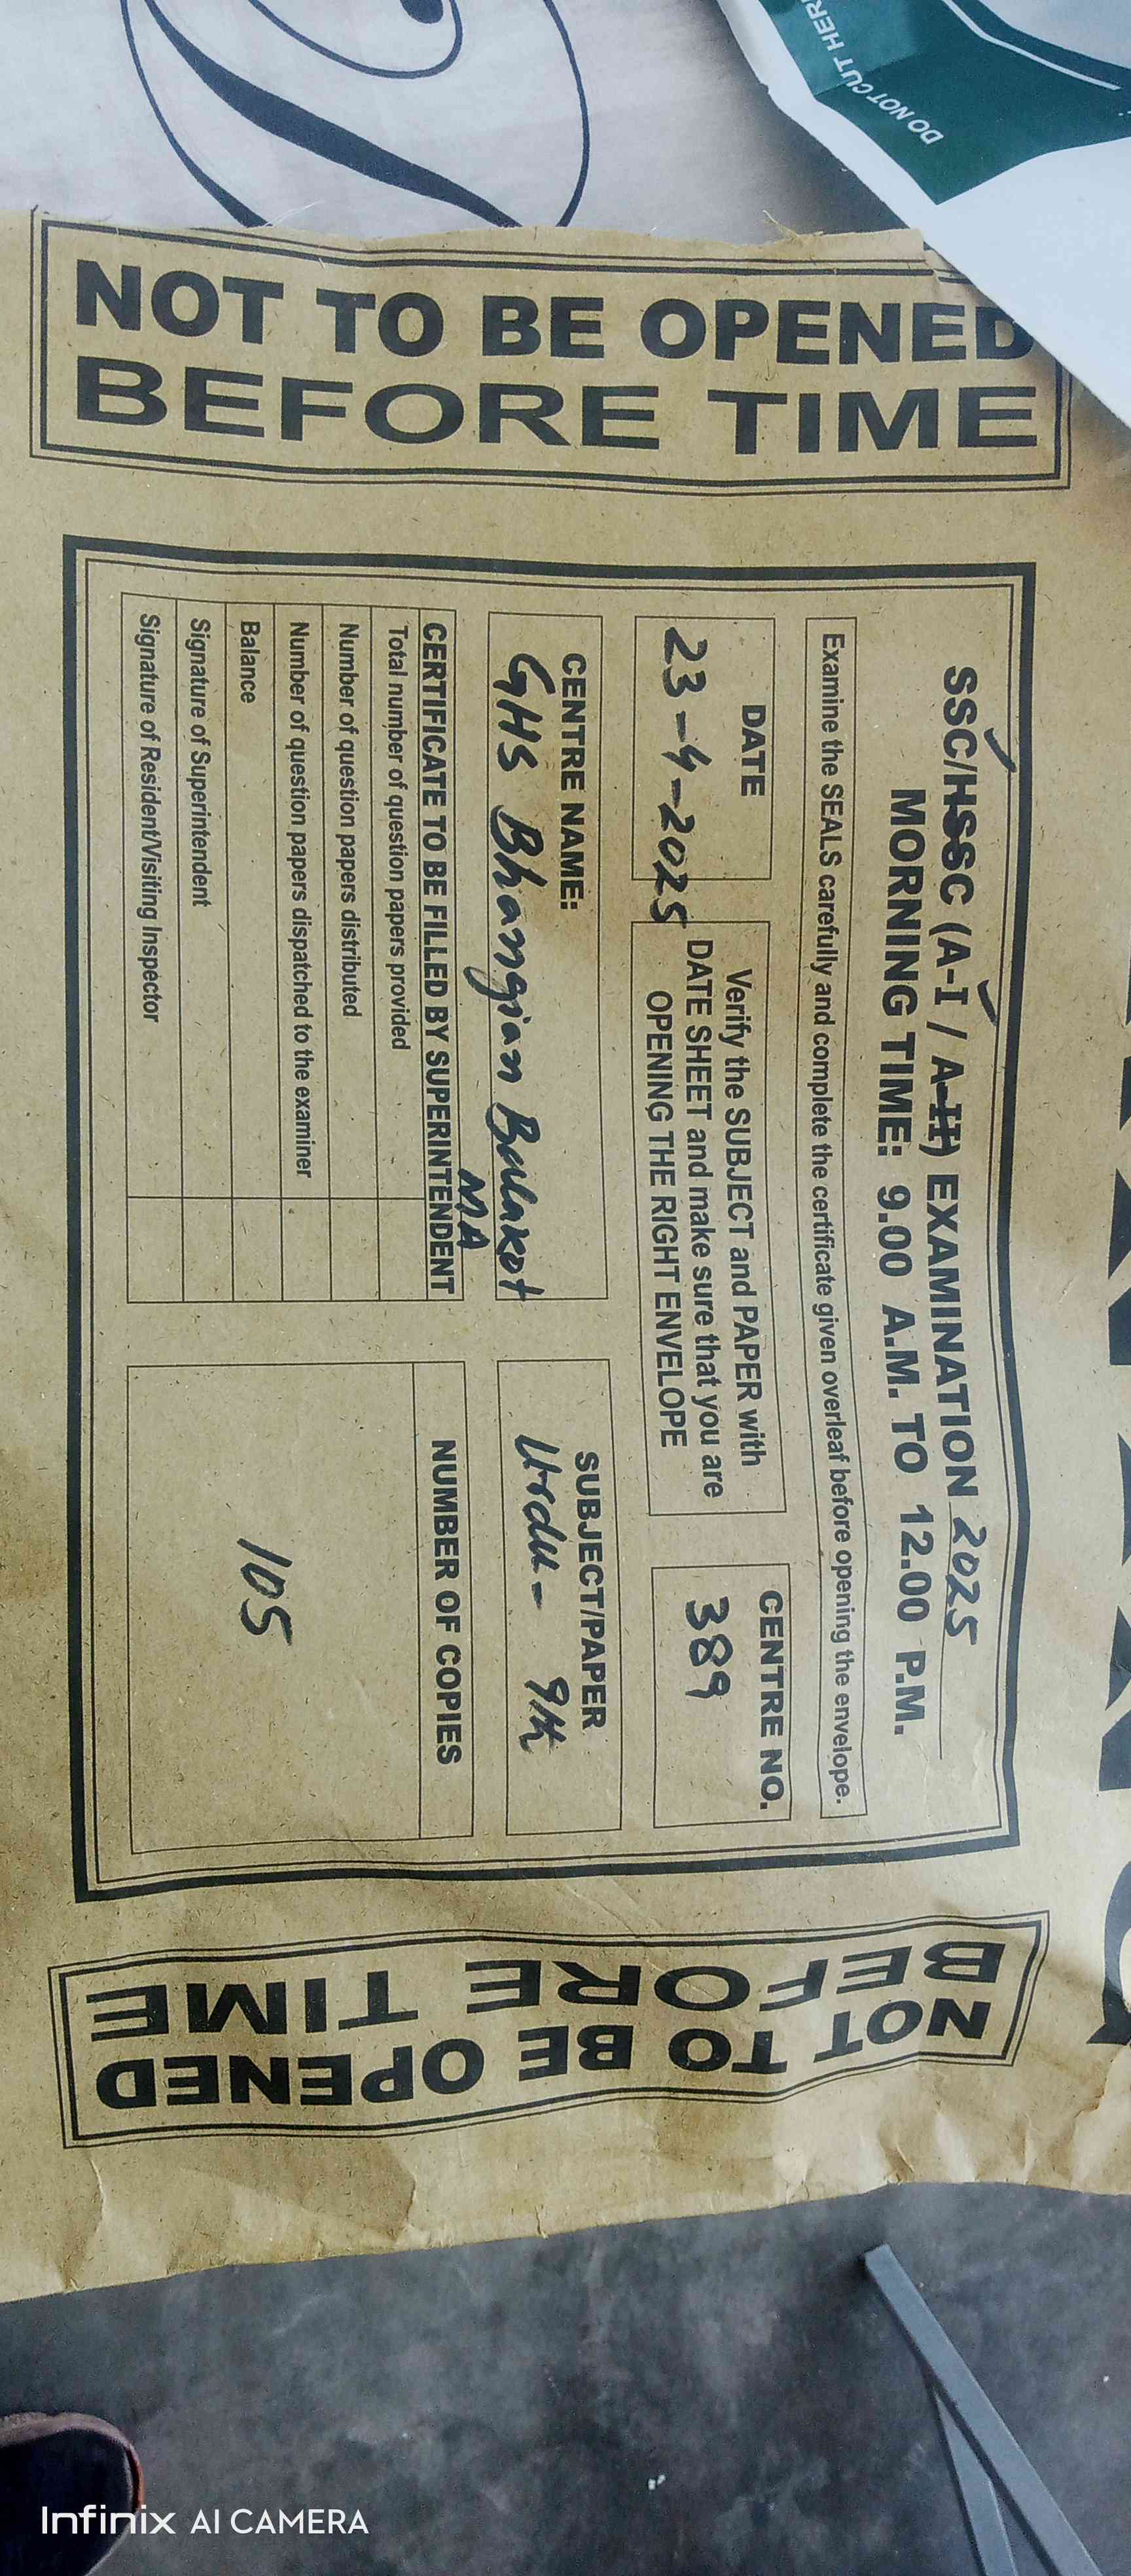 DO NOT CUT HER
NOT TO BE OPENED
BEFORE TIME
SSC/HSSC (A-I / A-II) EXAMINATION 2025
MORNING TIME: 9.00 A.M. TO 12.00 P.M.
Examine the SEALS carefully and complete the certificate given overleaf before opening the envelope.
DATE
23-4-2025
Verify the SUBJECT and PAPER with
DATE SHEET and make sure that you are
OPENING THE RIGHT ENVELOPE
CENTRE NO.
389
CENTRE NAME:
GHS Bhangian Balakot
MA
SUBJECT/PAPER
Urdu - 9th
CERTIFICATE TO BE FILLED BY SUPERINTENDENT
Total number of question papers provided
Number of question papers distributed
Number of question papers dispatched to the examiner
Balance
Signature of Superintendent
Signature of Resident/Visiting Inspector
NUMBER OF COPIES
105
NOT TO BE OPENED
BEFORE TIME
Infinix AI CAMERA